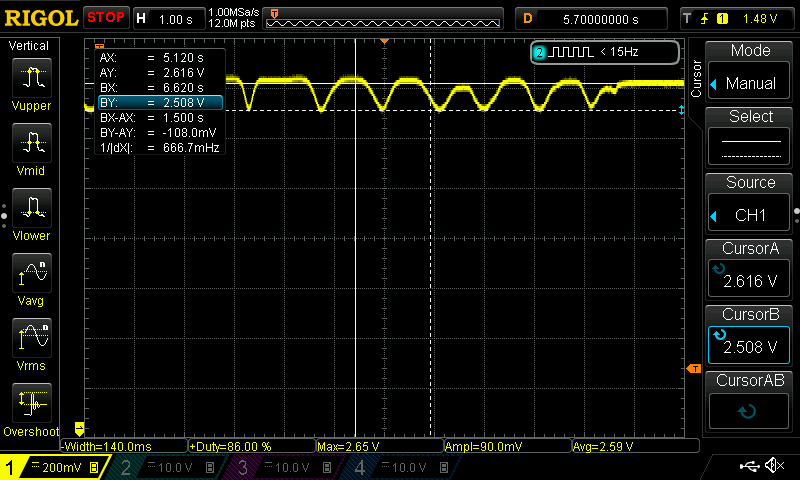 RIGOL STOP H 1.00 s 1.00MSa/s 12.0M pts T D 5.70000000 s T 1 1.48 V
Vertical
Vupper
Vmid
Vlower
Vavg
Vrms
Overshoot
T
AX: = 5.120 s
AY: = 2.616 V
BX: = 6.620 s
BY: = 2.508 V
BX-AX: = 1.500 s
BY-AY: = -108.0mV
1/|dX|: = 666.7mHz
2 < 15Hz
T
Cursor
Mode
Manual
Select
Source
CH1
CursorA
2.616 V
CursorB
2.508 V
CursorAB
-Width=140.0ms +Duty=86.00 % Max=2.65 V Ampl=90.0mV Avg=2.59 V
1 200mV B 2 10.0 V B 3 10.0 V B 4 10.0 V B